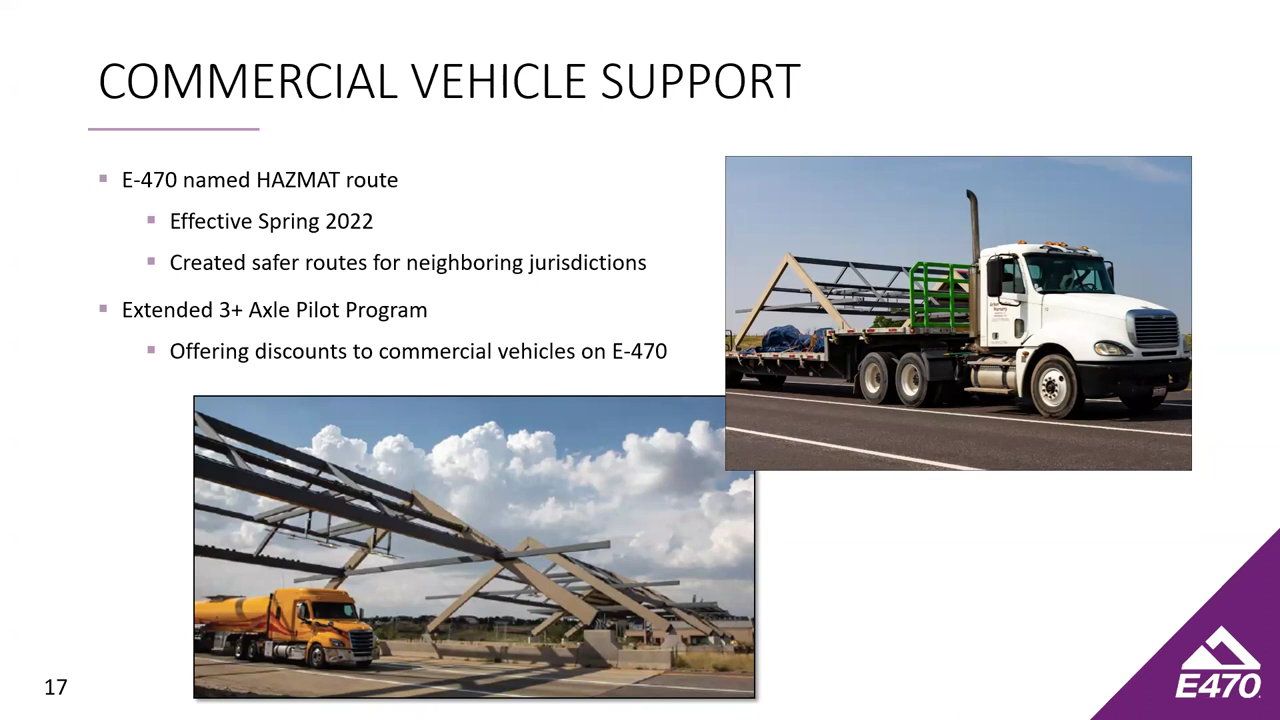 COMMERCIAL VEHICLE SUPPORT
E-470 named HAZMAT route
Effective Spring 2022
Created safer routes for neighboring jurisdictions
Extended 3+ Axle Pilot Program
Offering discounts to commercial vehicles on E-470
17
E470